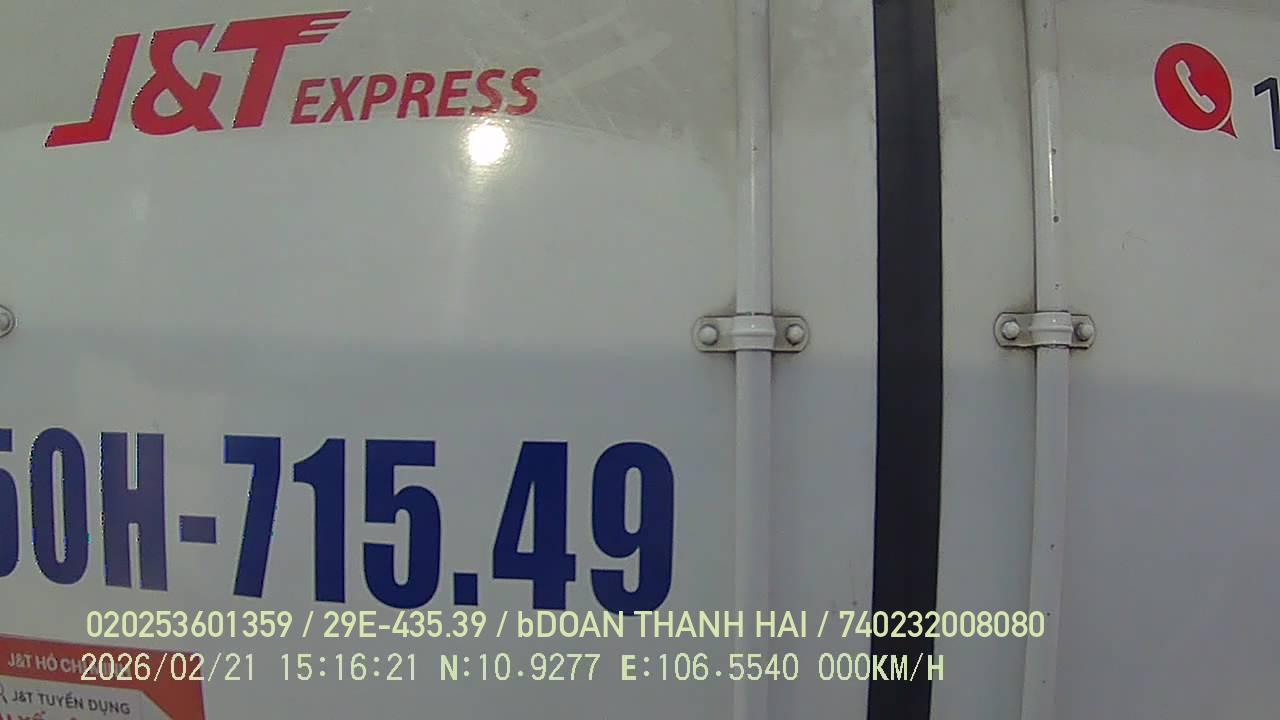 J&T EXPRESS
1
50H-715.49
020253601359 / 29E-435.39 / bDOAN THANH HAI / 740232008080
2026/02/21 15:16:21 N:10.9277 E:106.5540 000KM/H
J&T HỒ CHÍ
J&T TUYỂN DỤNG